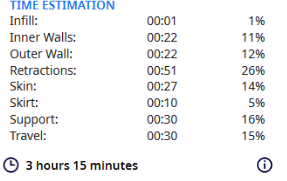 TIME ESTIMATION
Infill: 00:01 1%
Inner Walls: 00:22 11%
Outer Wall: 00:22 12%
Retractions: 00:51 26%
Skin: 00:27 14%
Skirt: 00:10 5%
Support: 00:30 16%
Travel: 00:30 15%
3 hours 15 minutes